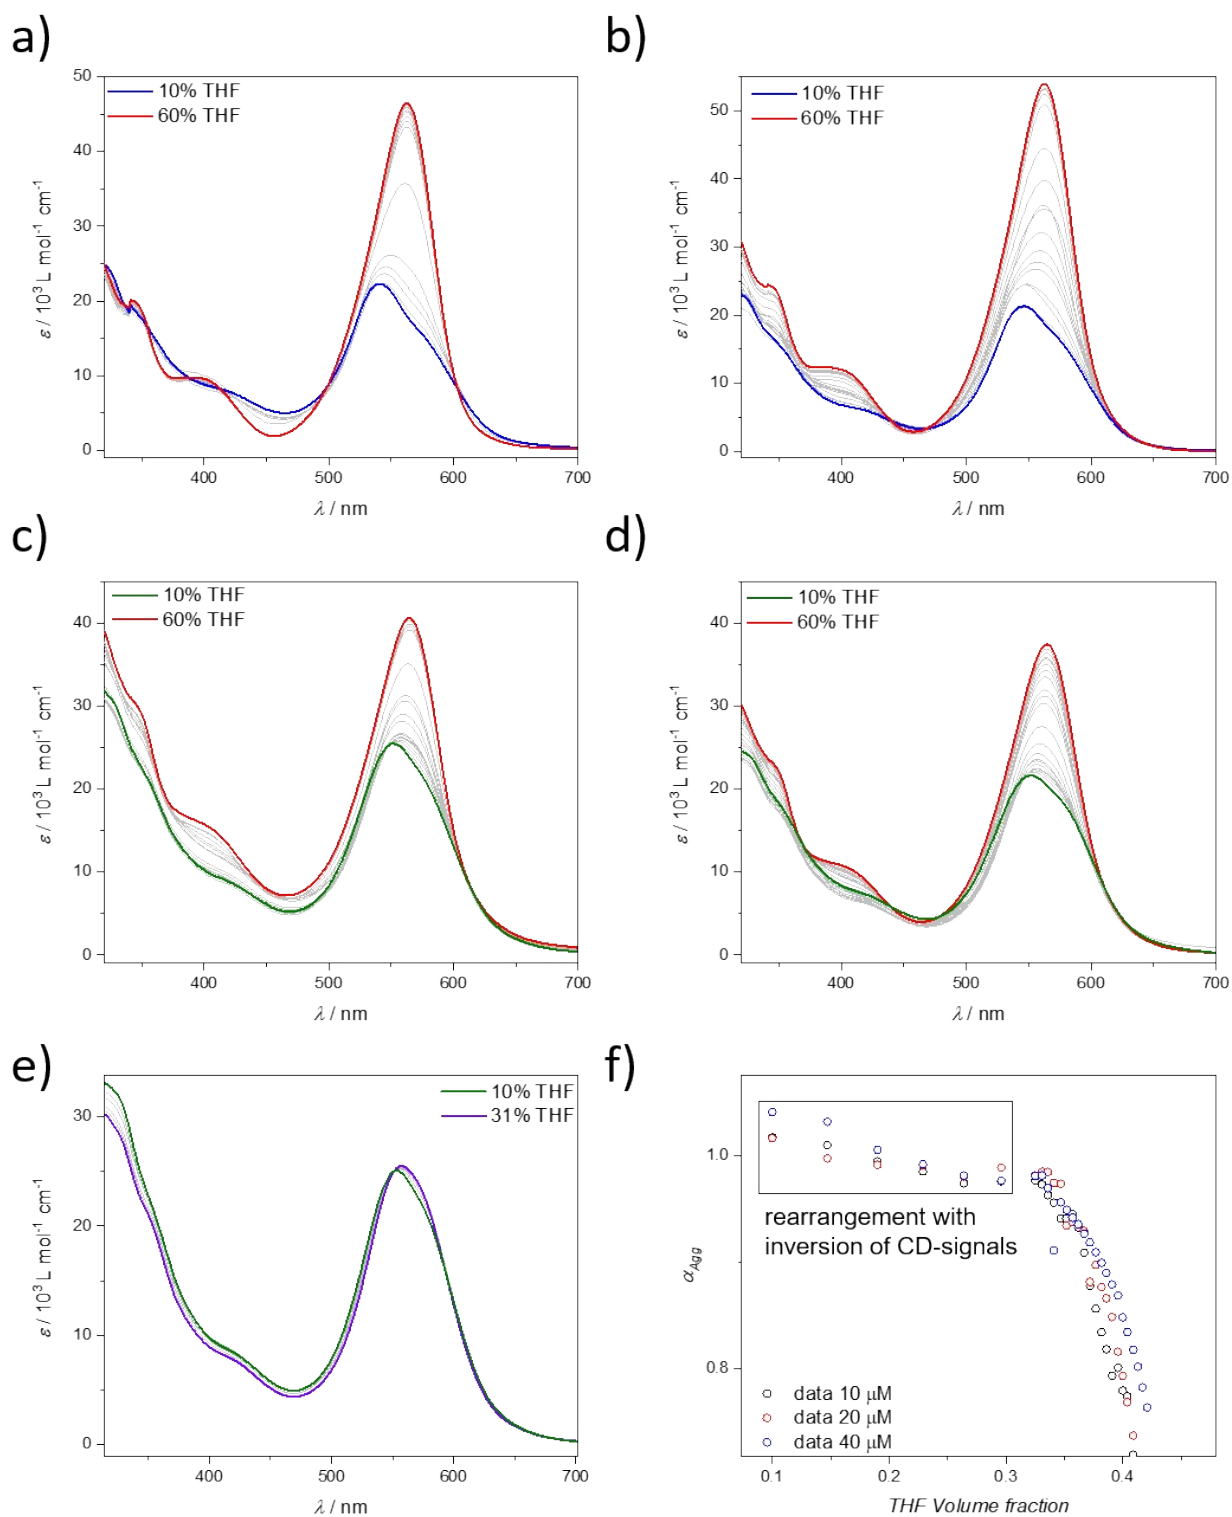 a)
10% THF
60% THF
50
40
30
20
10
0
ε / 10³ L mol⁻¹ cm⁻¹
400
500
600
700
λ / nm
b)
10% THF
60% THF
50
40
30
20
10
0
ε / 10³ L mol⁻¹ cm⁻¹
400
500
600
700
λ / nm
c)
10% THF
60% THF
40
30
20
10
0
ε / 10³ L mol⁻¹ cm⁻¹
400
500
600
700
λ / nm
d)
10% THF
60% THF
40
30
20
10
0
ε / 10³ L mol⁻¹ cm⁻¹
400
500
600
700
λ / nm
e)
10% THF
31% THF
30
20
10
0
ε / 10³ L mol⁻¹ cm⁻¹
400
500
600
700
λ / nm
f)
1.0
0.8
α_Agg
rearrangement with
inversion of CD-signals
data 10 μM
data 20 μM
data 40 μM
0.1
0.2
0.3
0.4
THF Volume fraction